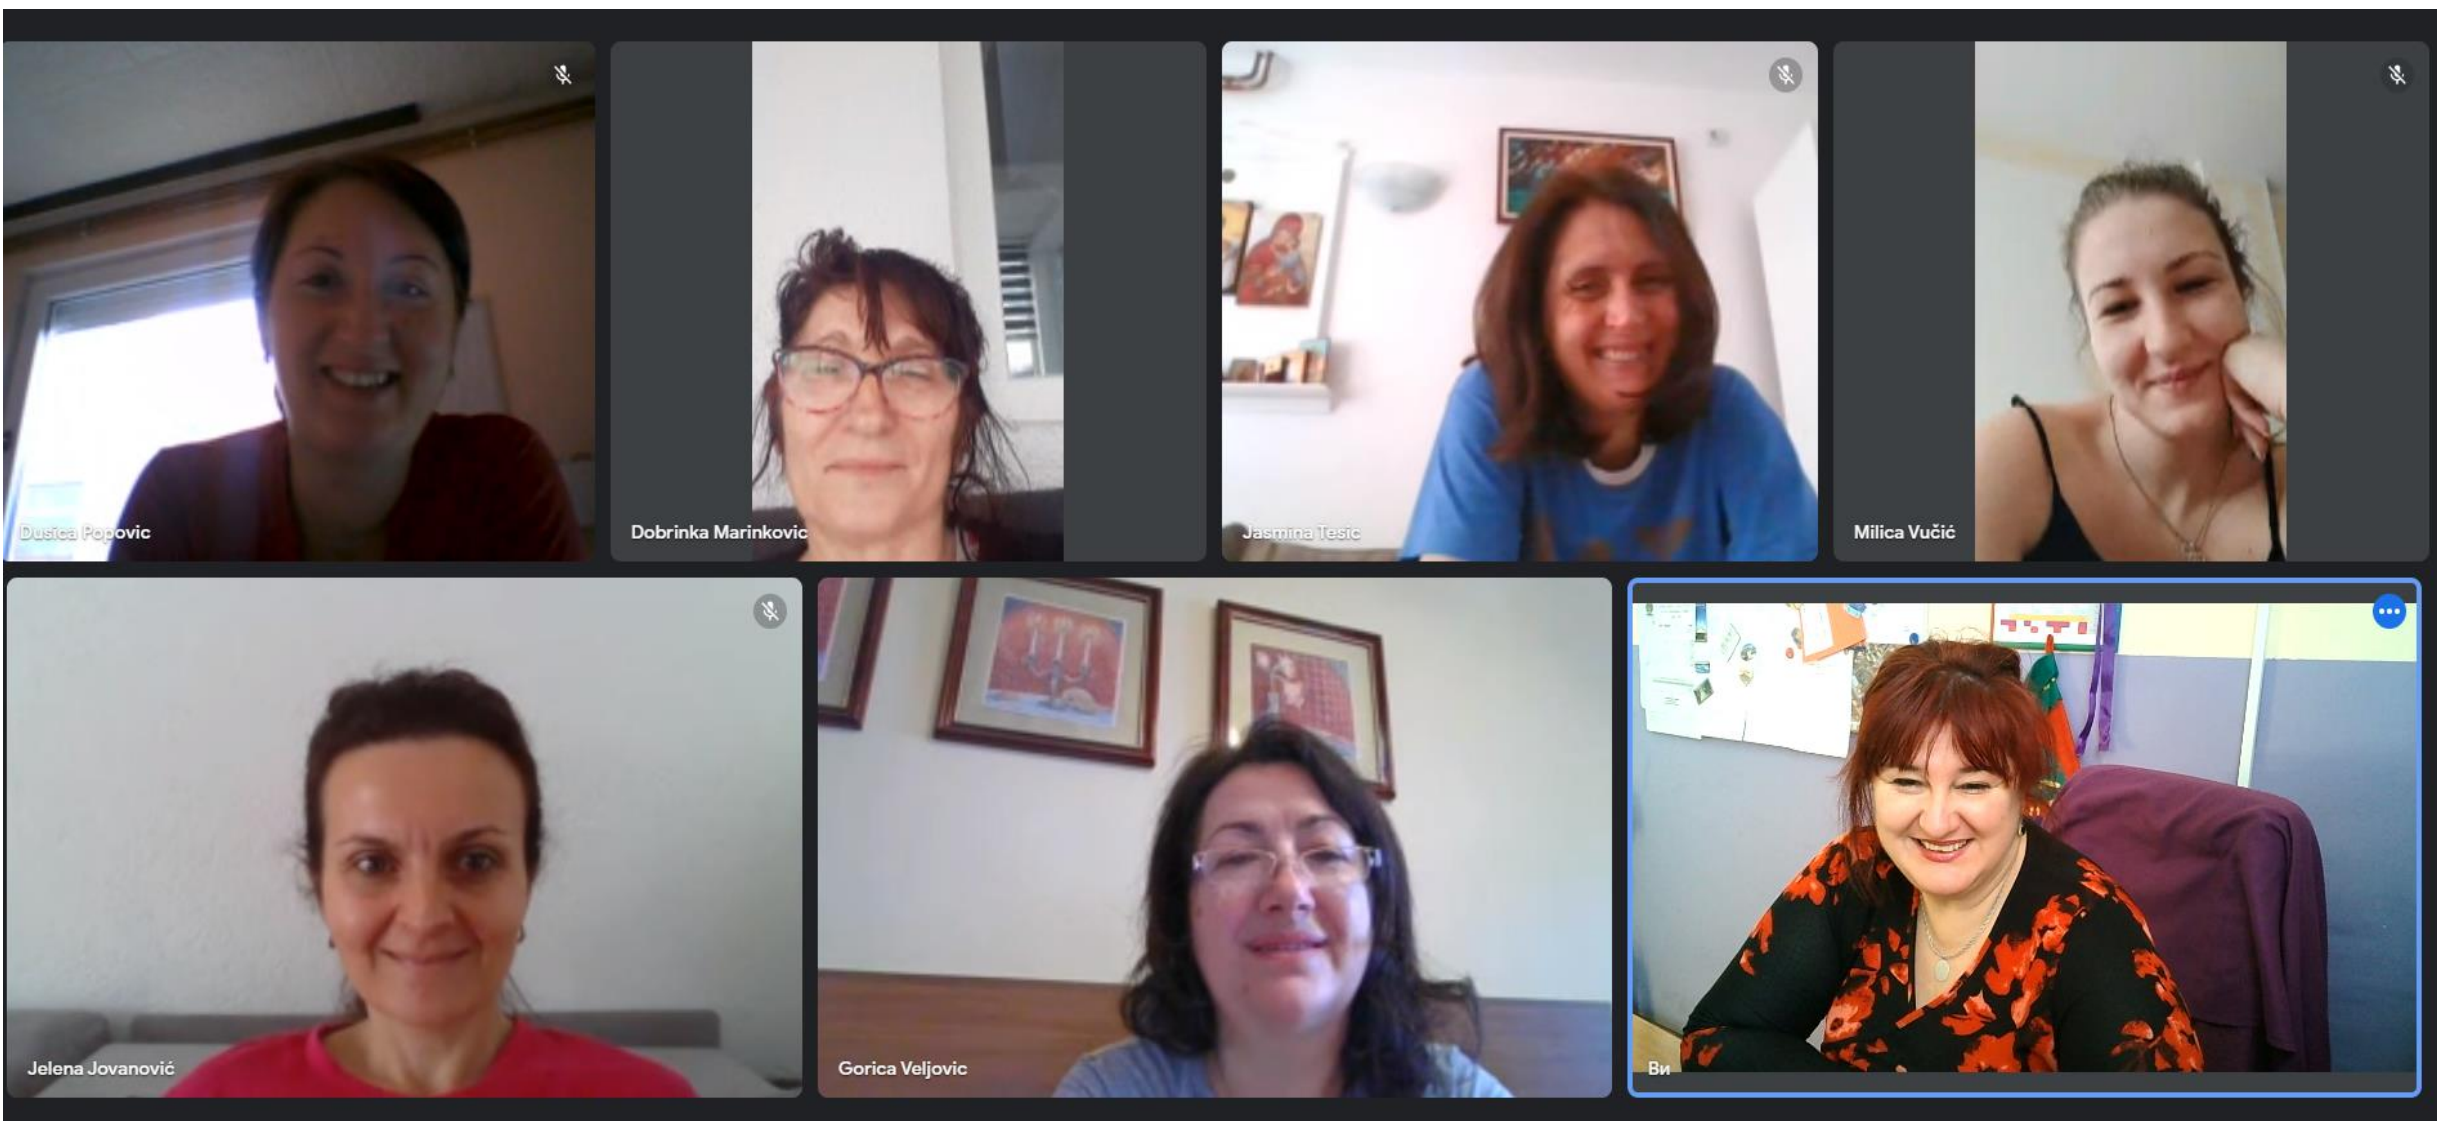 Dusica Popovic
Dobrinka Marinkovic
Jasmina Tesic
Milica Vučić
Jelena Jovanović
Gorica Veljovic
Ви